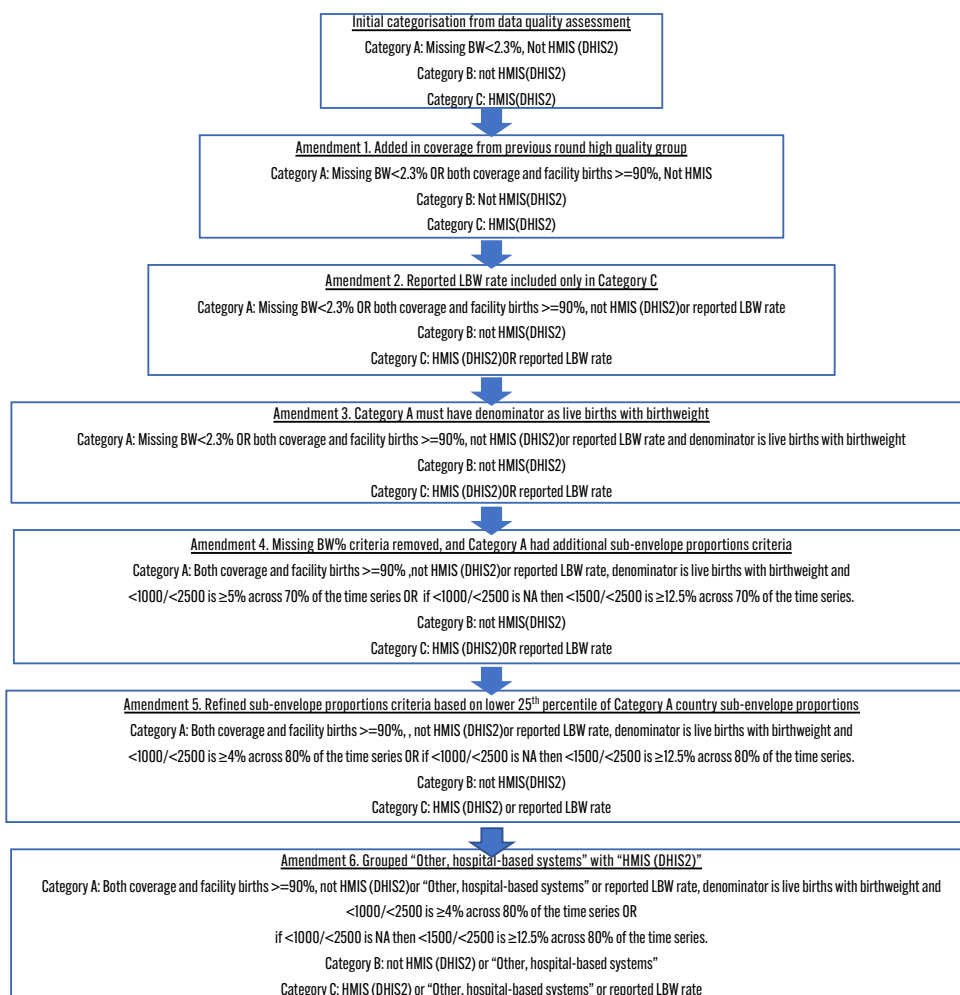 Initial categorisation from data quality assessment
Category A: Missing BW<2.3%, Not HMIS (DHIS2)
Category B: not HMIS(DHIS2)
Category C: HMIS(DHIS2)
Amendment 1. Added in coverage from previous round high quality group
Category A: Missing BW<2.3% OR both coverage and facility births >=90%, Not HMIS
Category B: Not HMIS(DHIS2)
Category C: HMIS(DHIS2)
Amendment 2. Reported LBW rate included only in Category C
Category A: Missing BW<2.3% OR both coverage and facility births >=90%, not HMIS (DHIS2)or reported LBW rate
Category B: not HMIS(DHIS2)
Category C: HMIS (DHIS2)OR reported LBW rate
Amendment 3. Category A must have denominator as live births with birthweight
Category A: Missing BW<2.3% OR both coverage and facility births >=90%, not HMIS (DHIS2)or reported LBW rate and denominator is live births with birthweight
Category B: not HMIS(DHIS2)
Category C: HMIS (DHIS2)OR reported LBW rate
Amendment 4. Missing BW% criteria removed, and Category A had additional sub-envelope proportions criteria
Category A: Both coverage and facility births >=90% ,not HMIS (DHIS2)or reported LBW rate, denominator is live births with birthweight and
<1000/<2500 is ≥5% across 70% of the time series OR if <1000/<2500 is NA then <1500/<2500 is ≥12.5% across 70% of the time series.
Category B: not HMIS(DHIS2)
Category C: HMIS (DHIS2)OR reported LBW rate
Amendment 5. Refined sub-envelope proportions criteria based on lower 25th percentile of Category A country sub-envelope proportions
Category A: Both coverage and facility births >=90%, , not HMIS (DHIS2)or reported LBW rate, denominator is live births with birthweight and
<1000/<2500 is ≥4% across 80% of the time series OR if <1000/<2500 is NA then <1500/<2500 is ≥12.5% across 80% of the time series.
Category B: not HMIS(DHIS2)
Category C: HMIS (DHIS2) or reported LBW rate
Amendment 6. Grouped “Other, hospital-based systems” with “HMIS (DHIS2)”
Category A: Both coverage and facility births >=90%, not HMIS (DHIS2)or “Other, hospital-based systems” or reported LBW rate, denominator is live births with birthweight and
<1000/<2500 is ≥4% across 80% of the time series OR
if <1000/<2500 is NA then <1500/<2500 is ≥12.5% across 80% of the time series.
Category B: not HMIS (DHIS2) or “Other, hospital-based systems”
Category C: HMIS (DHIS2) or “Other, hospital-based systems” or reported LBW rate